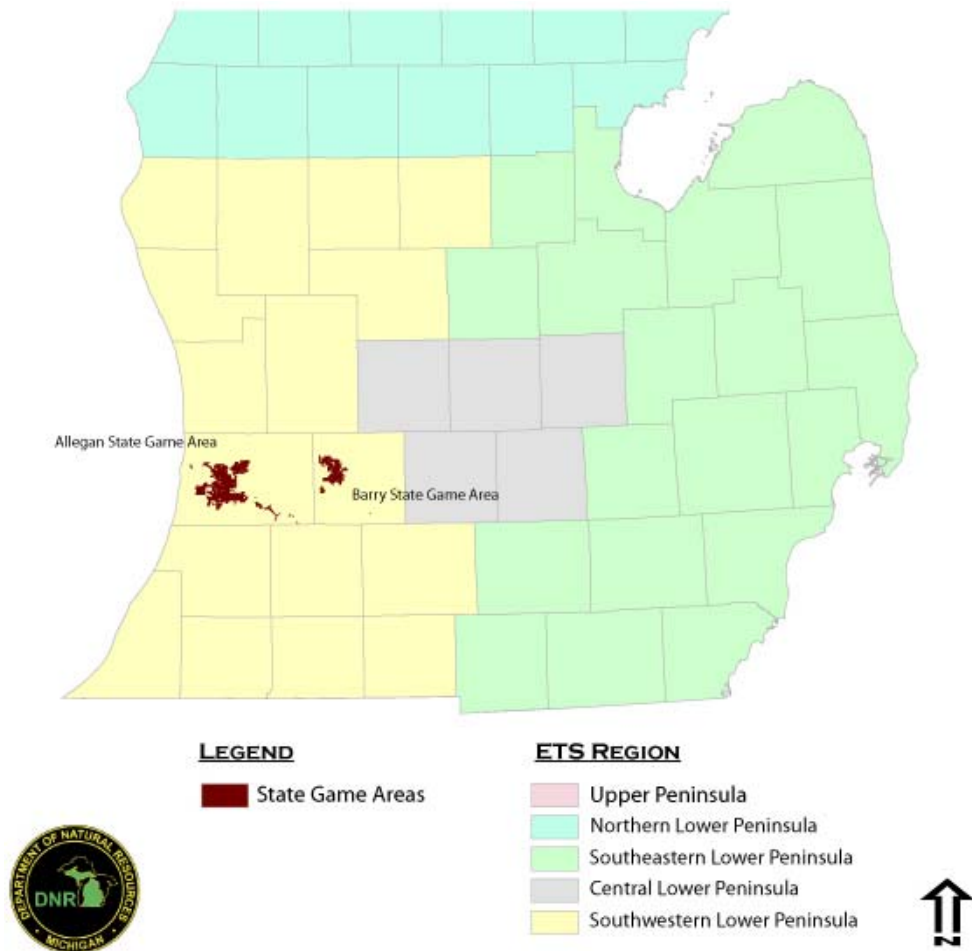 Allegan State Game Area
Barry State Game Area
LEGEND
State Game Areas
ETS REGION
Upper Peninsula
Northern Lower Peninsula
Southeastern Lower Peninsula
Central Lower Peninsula
Southwestern Lower Peninsula
DEPARTMENT OF NATURAL RESOURCES
DNR
MICHIGAN
N